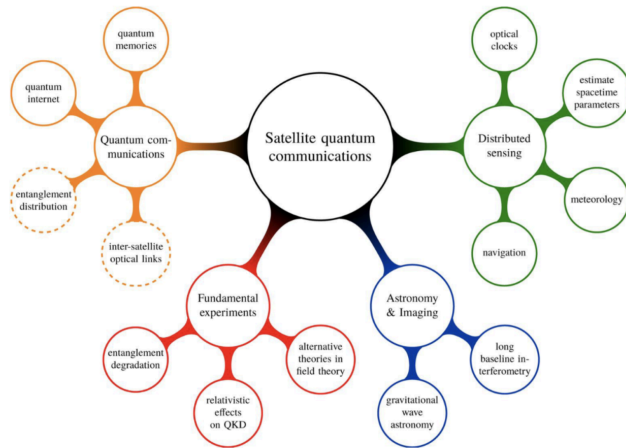 Satellite quantum
communications
Quantum com-
munications
quantum
memories
quantum
internet
entanglement
distribution
inter-satellite
optical links
Distributed
sensing
optical
clocks
estimate
spacetime
parameters
meteorology
navigation
Fundamental
experiments
entanglement
degradation
relativistic
effects
on QKD
alternative
theories in
field theory
Astronomy
& Imaging
gravitational
wave
astronomy
long
baseline in-
terferometry